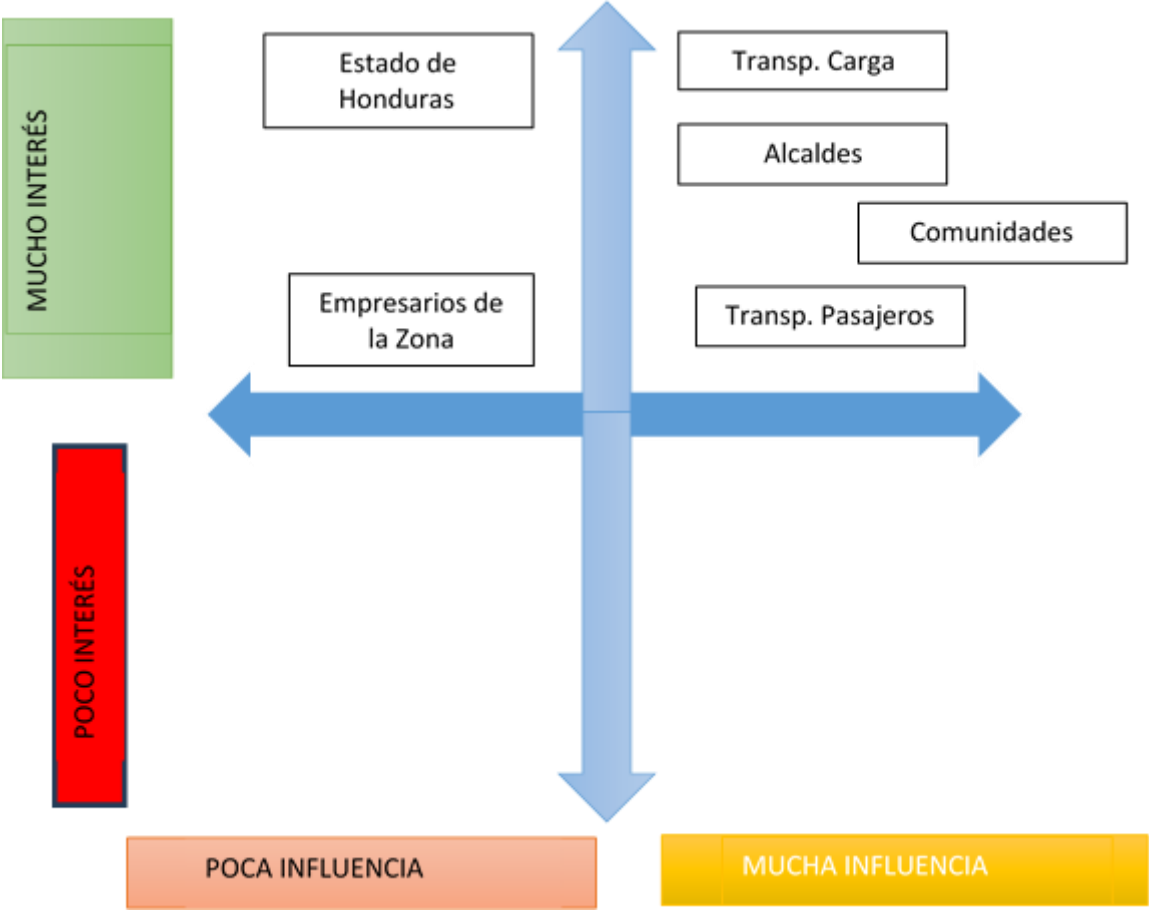 MUCHO INTERÉS
Estado de
Honduras
Transp. Carga
Alcaldes
Comunidades
Empresarios de
la Zona
Transp. Pasajeros
POCO INTERÉS
POCA INFLUENCIA
MUCHA INFLUENCIA